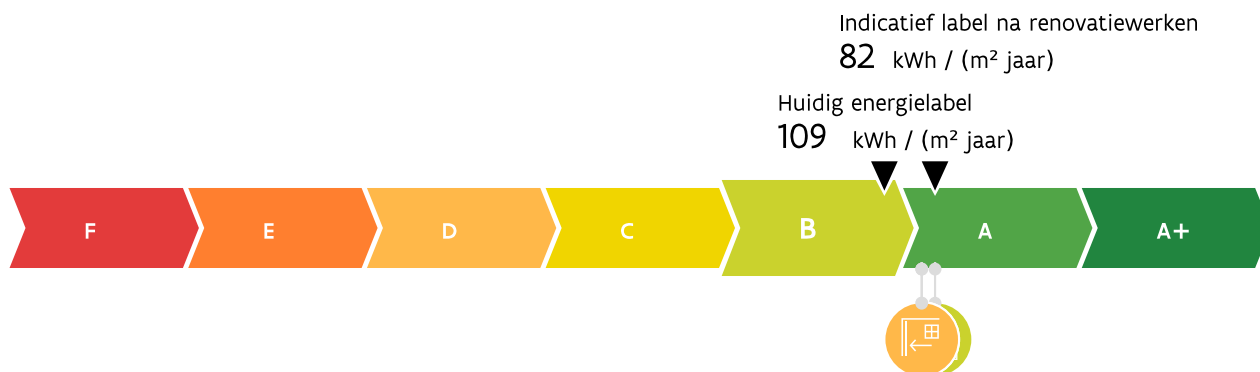 Indicatief label na renovatiewerken
82 kWh / (m² jaar)
Huidig energielabel
109 kWh / (m² jaar)
F E D C B A A+